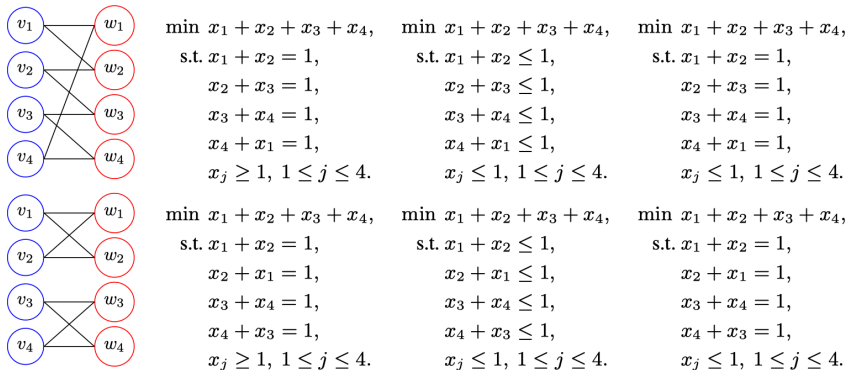 v₁ w₁
v₂ w₂
v₃ w₃
v₄ w₄
min x₁ + x₂ + x₃ + x₄,
s.t. x₁ + x₂ = 1,
x₂ + x₃ = 1,
x₃ + x₄ = 1,
x₄ + x₁ = 1,
xⱼ ≥ 1, 1 ≤ j ≤ 4.
min x₁ + x₂ + x₃ + x₄,
s.t. x₁ + x₂ ≤ 1,
x₂ + x₃ ≤ 1,
x₃ + x₄ ≤ 1,
x₄ + x₁ ≤ 1,
xⱼ ≤ 1, 1 ≤ j ≤ 4.
min x₁ + x₂ + x₃ + x₄,
s.t. x₁ + x₂ = 1,
x₂ + x₃ = 1,
x₃ + x₄ = 1,
x₄ + x₁ = 1,
xⱼ ≤ 1, 1 ≤ j ≤ 4.
v₁ w₁
v₂ w₂
v₃ w₃
v₄ w₄
min x₁ + x₂ + x₃ + x₄,
s.t. x₁ + x₂ = 1,
x₂ + x₁ = 1,
x₃ + x₄ = 1,
x₄ + x₃ = 1,
xⱼ ≥ 1, 1 ≤ j ≤ 4.
min x₁ + x₂ + x₃ + x₄,
s.t. x₁ + x₂ ≤ 1,
x₂ + x₁ ≤ 1,
x₃ + x₄ ≤ 1,
x₄ + x₃ ≤ 1,
xⱼ ≤ 1, 1 ≤ j ≤ 4.
min x₁ + x₂ + x₃ + x₄,
s.t. x₁ + x₂ = 1,
x₂ + x₁ = 1,
x₃ + x₄ = 1,
x₄ + x₃ = 1,
xⱼ ≤ 1, 1 ≤ j ≤ 4.